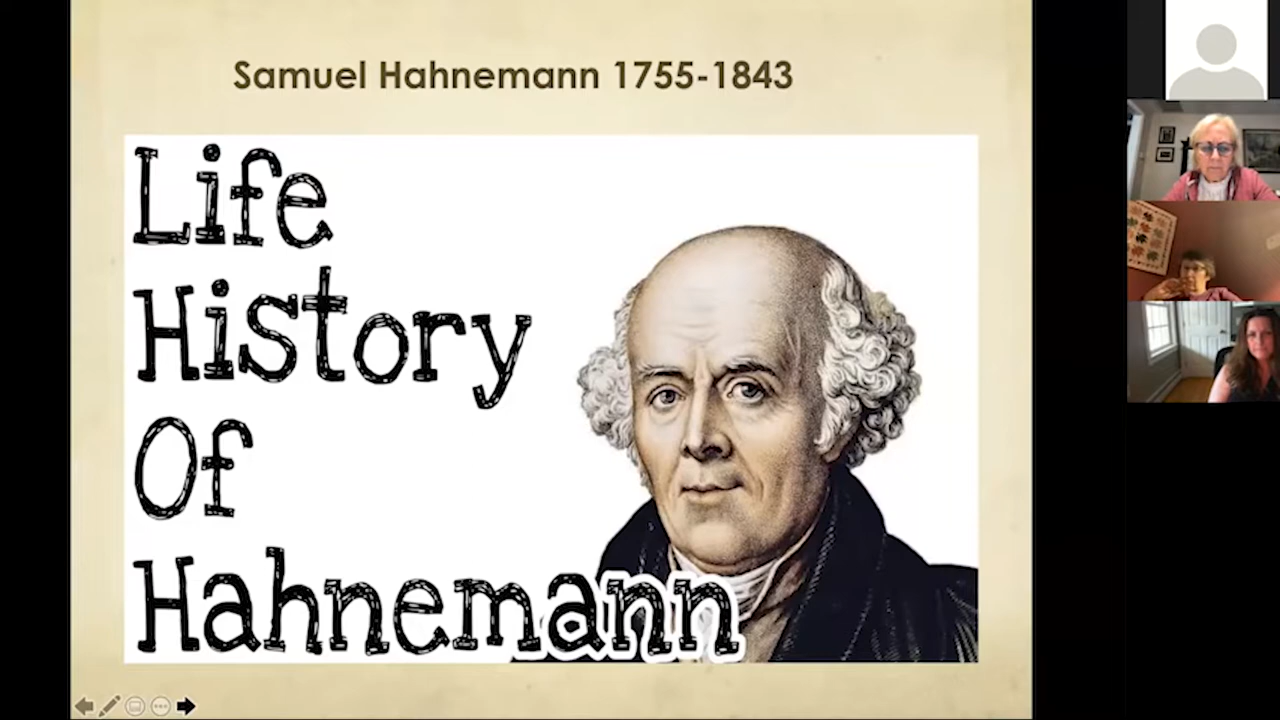 Samuel Hahnemann 1755-1843
Life
History
Of
Hahnemann